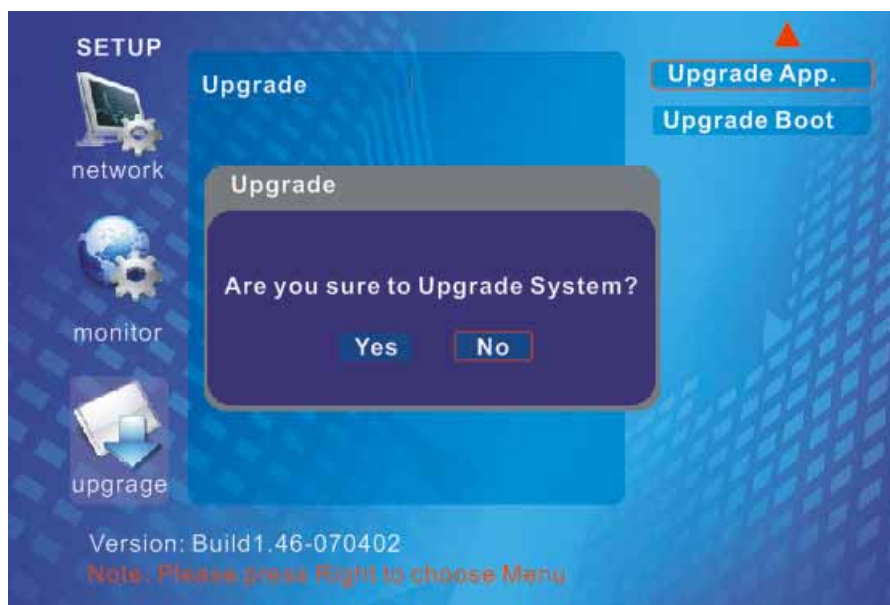 SETUP
network
monitor
upgrage
Upgrade
Upgrade
Are you sure to Upgrade System?
Yes
No
Upgrade App.
Upgrade Boot
Version: Build1.46-070402
Note: Please press Right to choose Menu